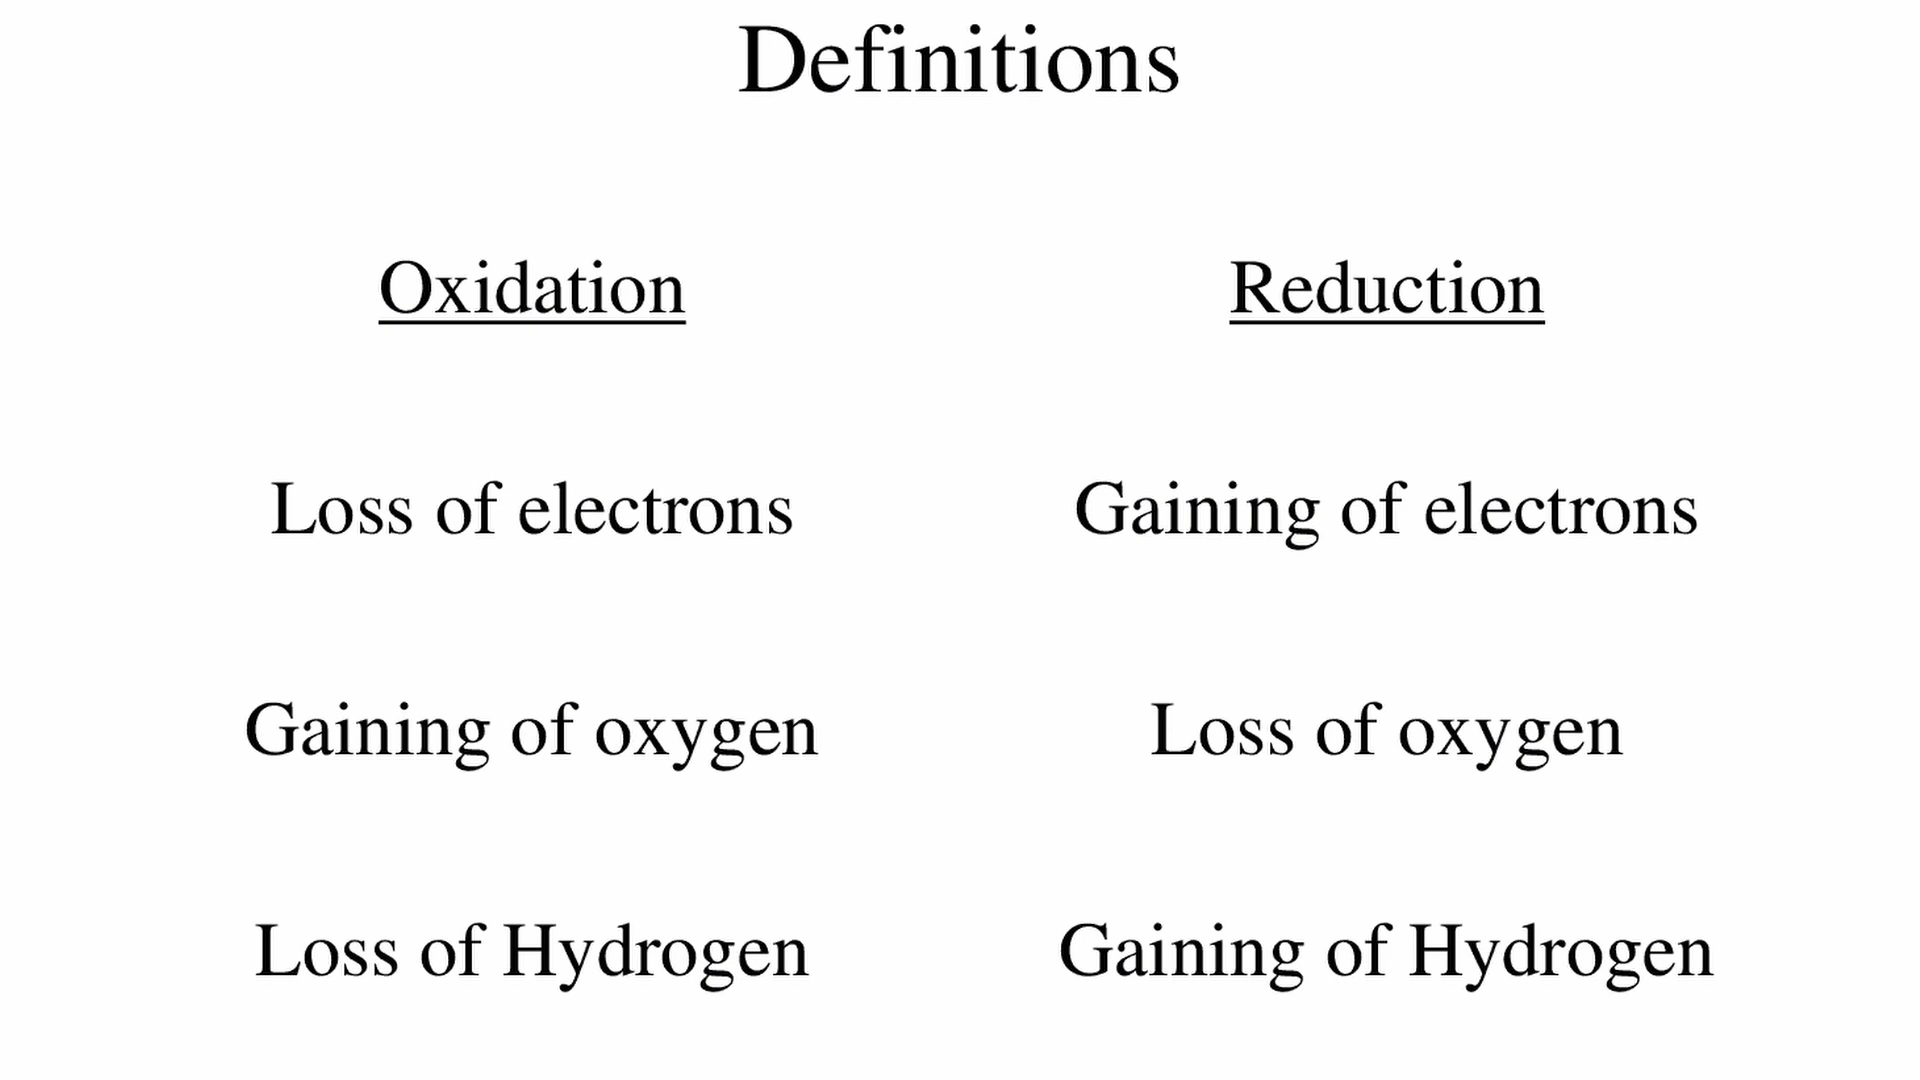 Definitions
Oxidation
Reduction
Loss of electrons
Gaining of electrons
Gaining of oxygen
Loss of oxygen
Loss of Hydrogen
Gaining of Hydrogen